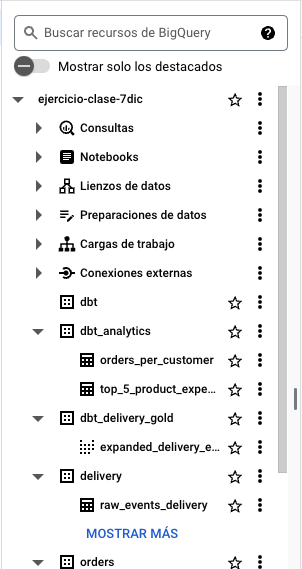 Buscar recursos de BigQuery
Mostrar solo los destacados
ejercicio-clase-7dic
Consultas
Notebooks
Lienzos de datos
Preparaciones de datos
Cargas de trabajo
Conexiones externas
dbt
dbt_analytics
orders_per_customer
top_5_product_expe...
dbt_delivery_gold
expanded_delivery_e...
delivery
raw_events_delivery
MOSTRAR MÁS
orders